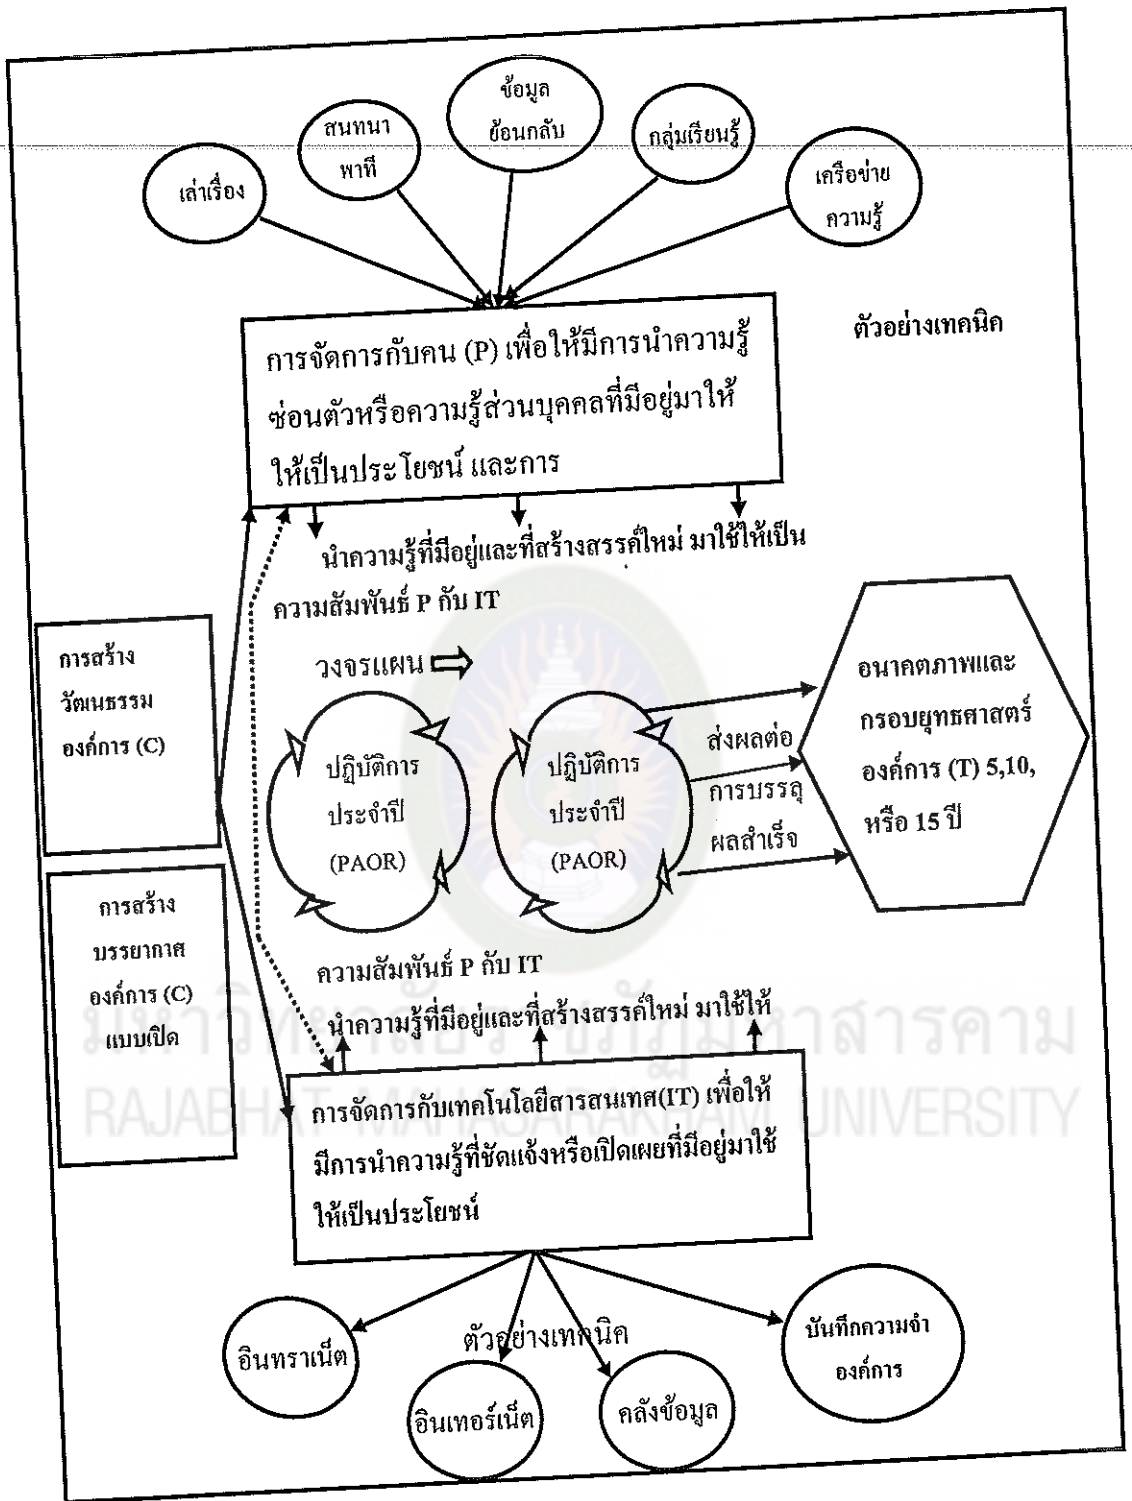 ข้อมูล
ย้อนกลับ
สนทนา
พาที
กลุ่มเรียนรู้
เล่าเรื่อง
เครือข่าย
ความรู้
ตัวอย่างเทคนิค
การจัดการกับคน (P) เพื่อให้มีการนำความรู้
ซ่อนตัวหรือความรู้ส่วนบุคคลที่มีอยู่มาให้
ให้เป็นประโยชน์ และการ
นำความรู้ที่มีอยู่และที่สร้างสรรค์ใหม่ มาใช้ให้เป็น
ความสัมพันธ์ P กับ IT
วงจรแผน
การสร้าง
วัฒนธรรม
องค์การ (C)
ปฏิบัติการ
ประจำปี
(PAOR)
ปฏิบัติการ
ประจำปี
(PAOR)
ส่งผลต่อ
การบรรลุ
ผลสำเร็จ
อนาคตภาพและ
กรอบยุทธศาสตร์
องค์การ (T) 5,10,
หรือ 15 ปี
การสร้าง
บรรยากาศ
องค์การ (C)
แบบเปิด
ความสัมพันธ์ P กับ IT
นำความรู้ที่มีอยู่และที่สร้างสรรค์ใหม่ มาใช้ให้
มหาวิทยาลัยราชภัฏมหาสารคาม
RAJABHAT MAHASARAKHAM UNIVERSITY
การจัดการกับเทคโนโลยีสารสนเทศ(IT) เพื่อให้
มีการนำความรู้ที่ชัดแจ้งหรือเปิดเผยที่มีอยู่มาใช้
ให้เป็นประโยชน์
ตัวอย่างเทคนิค
อินทราเน็ต
อินเทอร์เน็ต
คลังข้อมูล
บันทึกความจำ
องค์การ